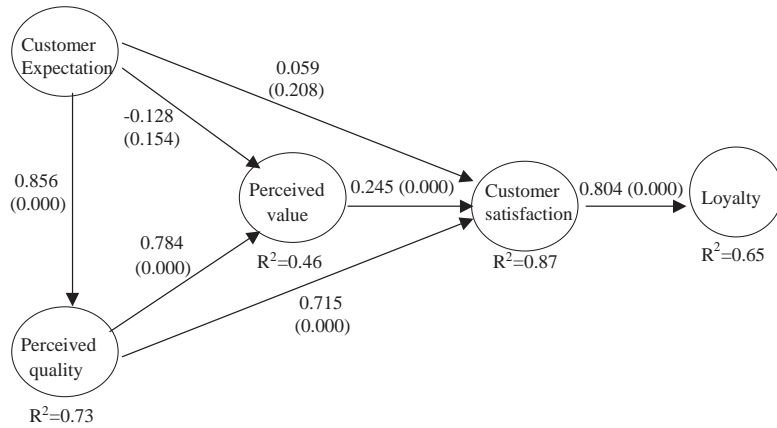 Customer
Expectation
0.059
(0.208)
-0.128
(0.154)
0.856
(0.000)
Perceived
value
0.245 (0.000)
Customer
satisfaction
0.804 (0.000)
Loyalty
0.784
(0.000)
R²=0.46
R²=0.87
R²=0.65
0.715
(0.000)
Perceived
quality
R²=0.73